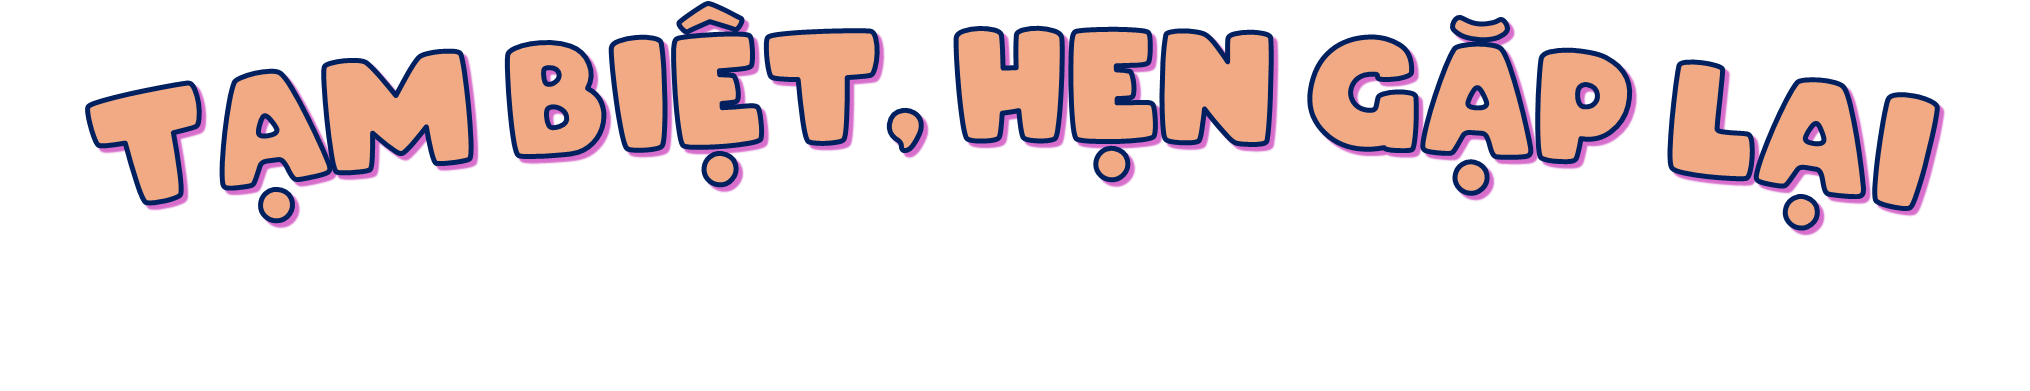 TẠM BIỆT, HẸN GẶP LẠI